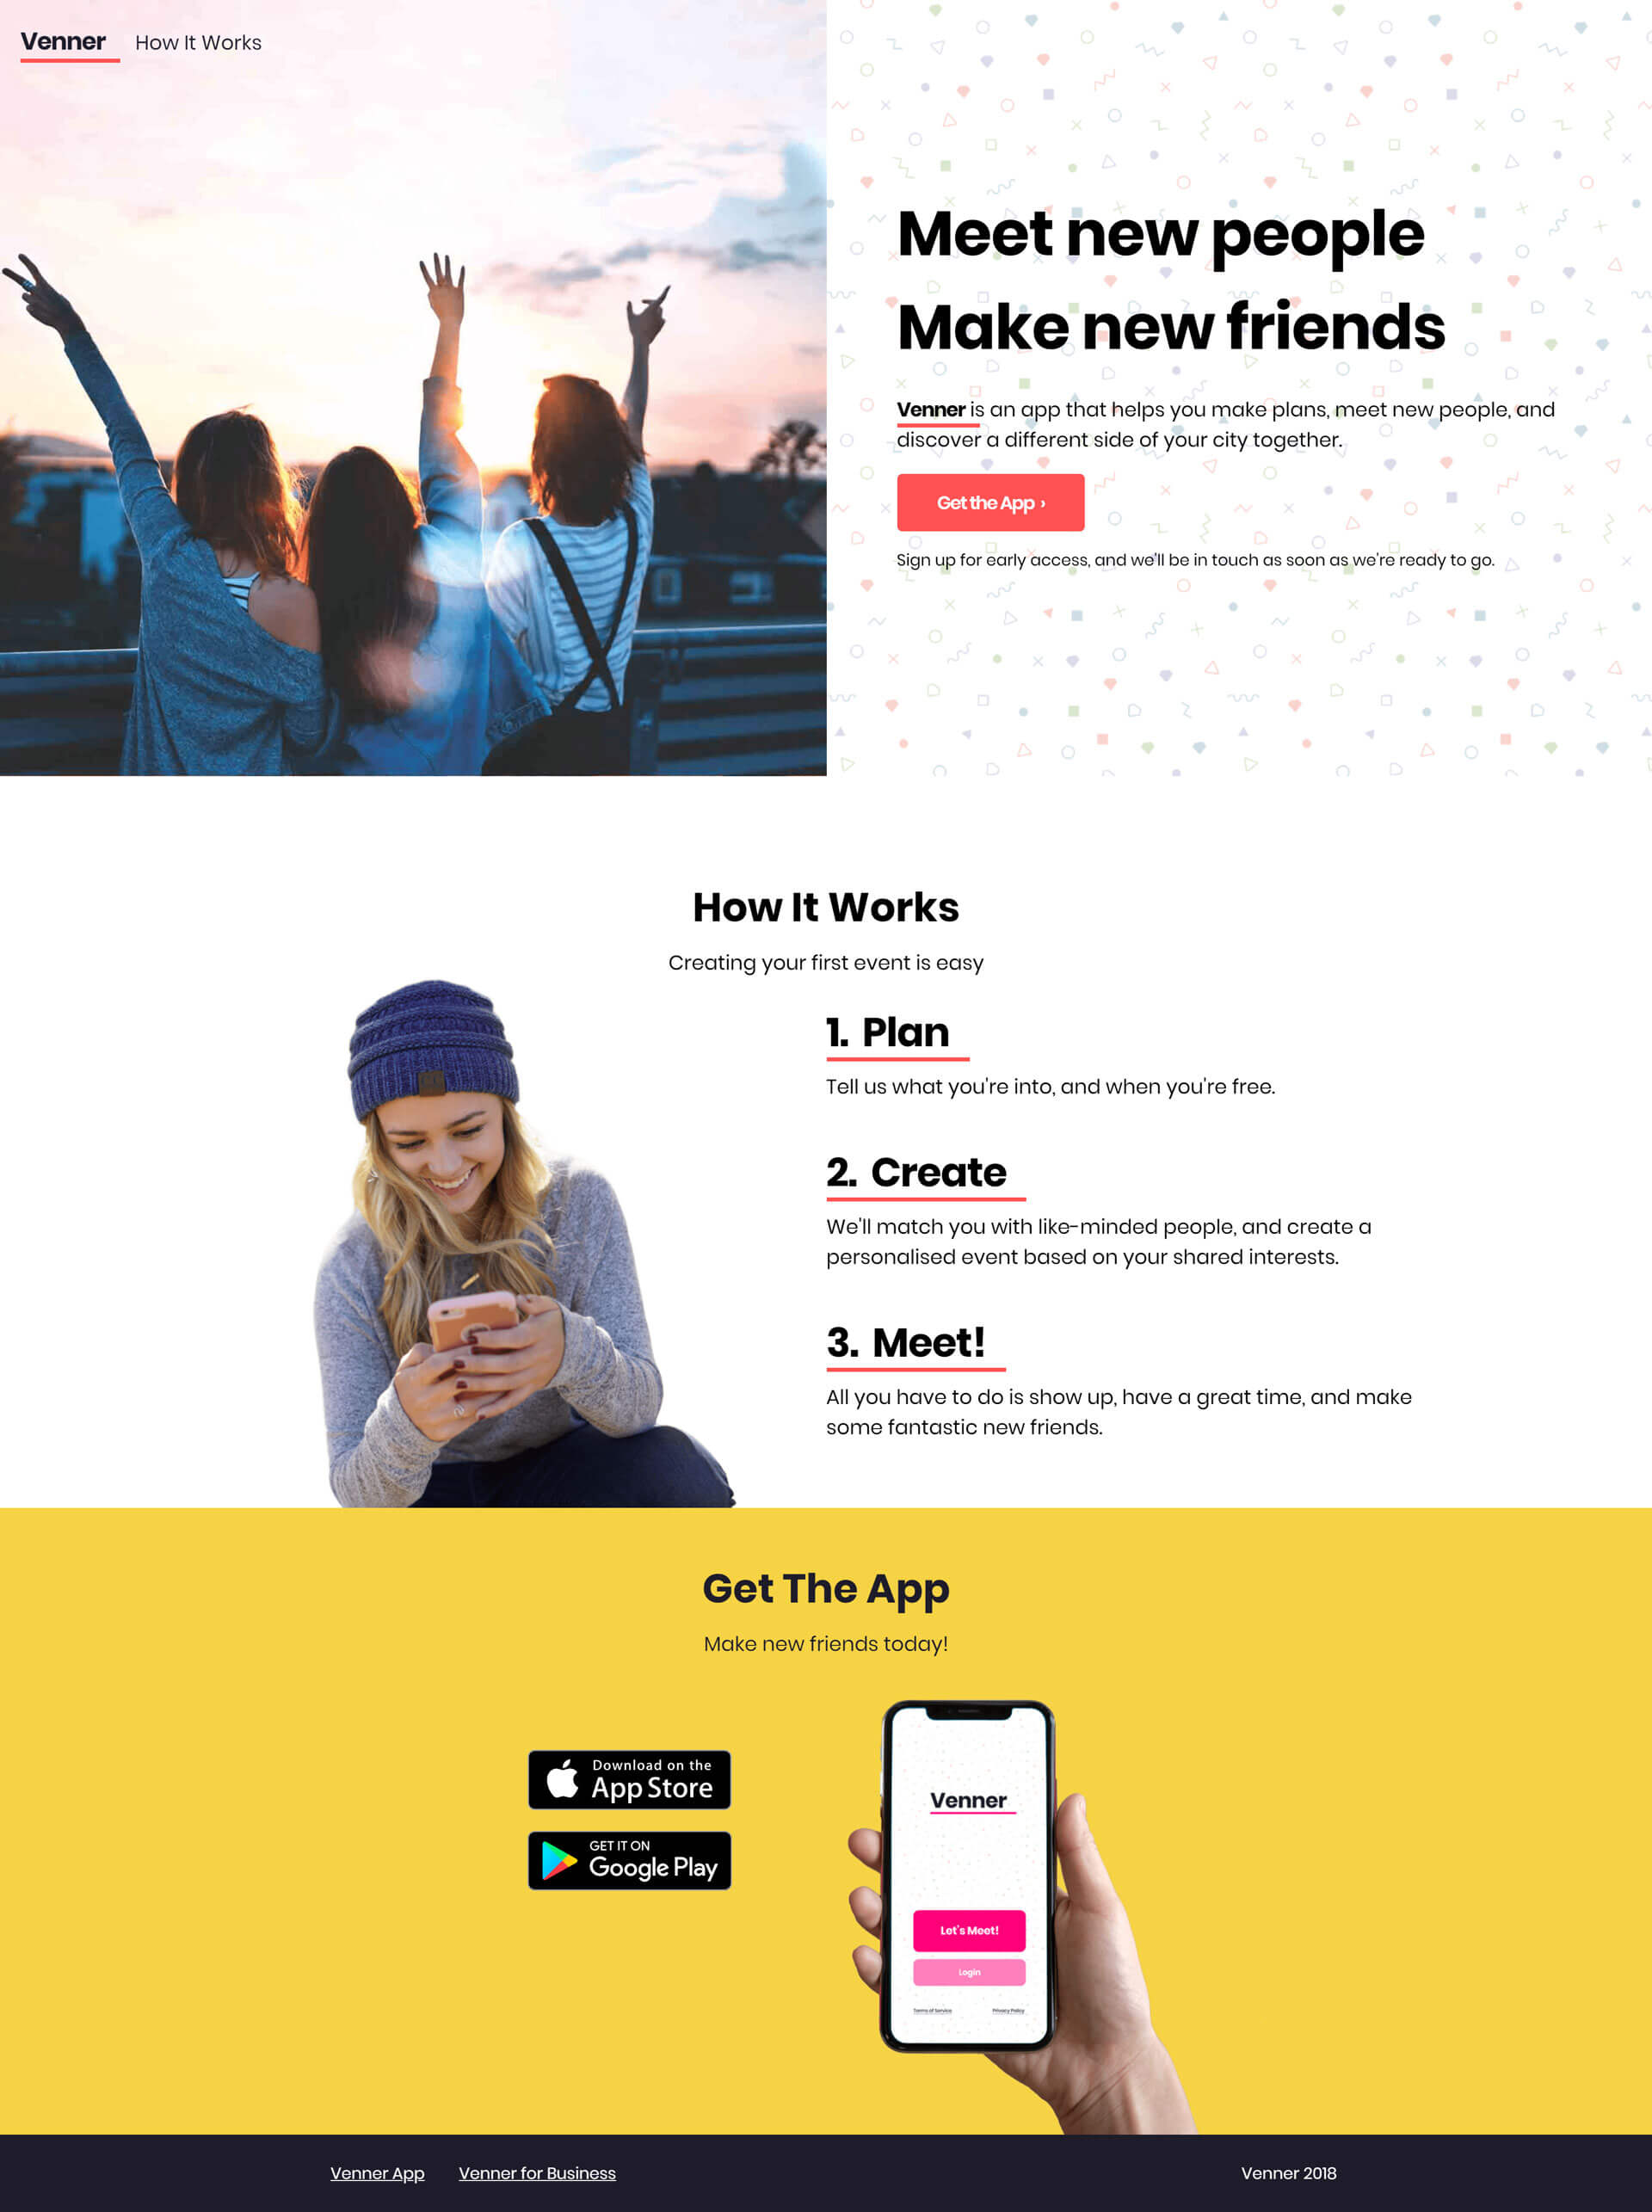 Venner How It Works
Meet new people
Make new friends
Venner is an app that helps you make plans, meet new people, and
discover a different side of your city together.
Get the App ›
Sign up for early access, and we'll be in touch as soon as we're ready to go.
How It Works
Creating your first event is easy
1. Plan
Tell us what you're into, and when you're free.
2. Create
We'll match you with like-minded people, and create a
personalised event based on your shared interests.
3. Meet!
All you have to do is show up, have a great time, and make
some fantastic new friends.
Get The App
Make new friends today!
Download on the
App Store
GET IT ON
Google Play
Venner
Let's Meet!
Login
Terms of Service Privacy Policy
Venner App Venner for Business Venner 2018